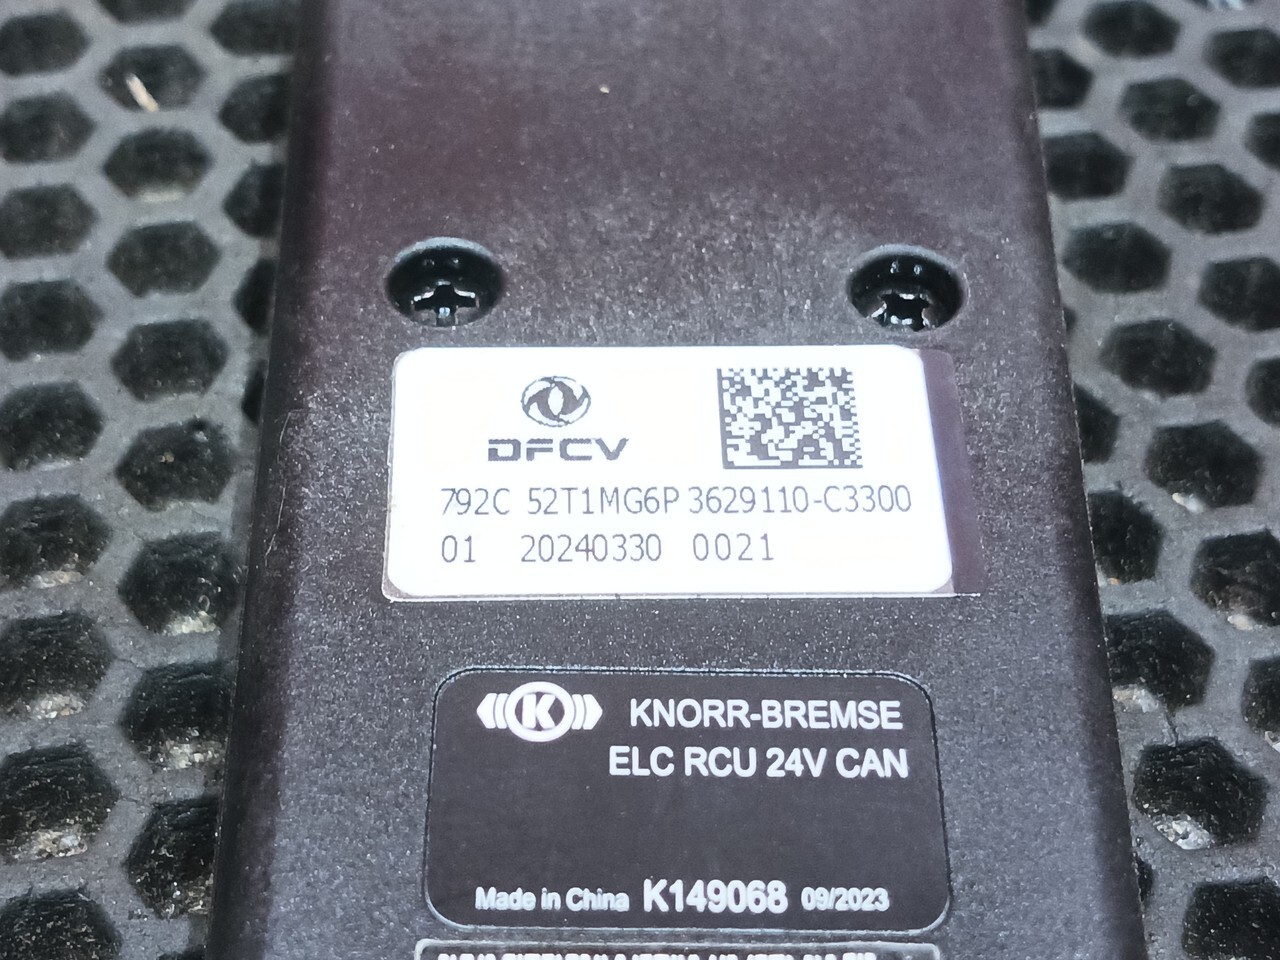 DFCV
792C 52T1MG6P 3629110-C3300
01 20240330 0021
K KNORR-BREMSE
ELC RCU 24V CAN
Made in China K149068 09/2023